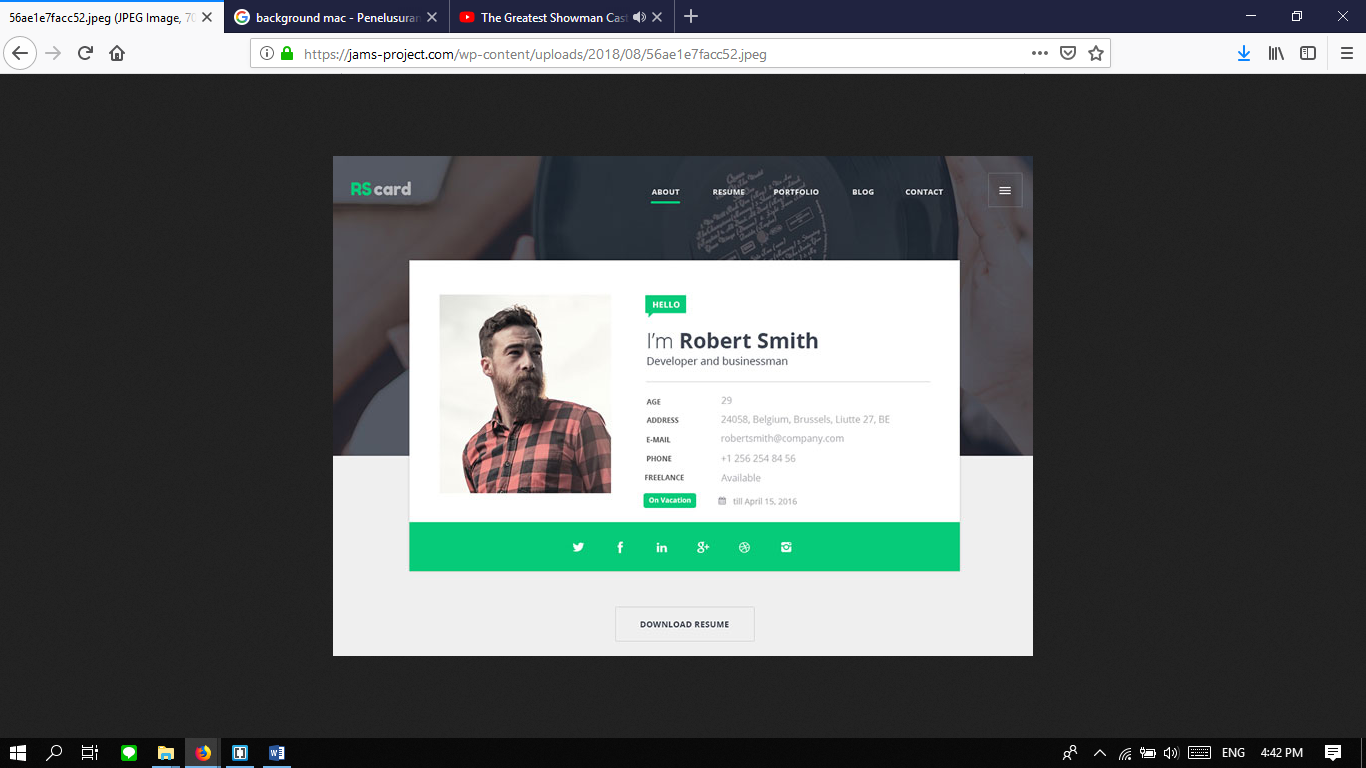 56ae1e7facc52.jpeg (JPEG Image, 70
background mac - Penelusuran
The Greatest Showman Cast
https://jams-project.com/wp-content/uploads/2018/08/56ae1e7facc52.jpeg
RScard
ABOUT RESUME PORTFOLIO BLOG CONTACT
HELLO
I'm Robert Smith
Developer and businessman
AGE 29
ADDRESS 24058, Belgium, Brussels, Liutte 27, BE
E-MAIL robertsmith@company.com
PHONE +1 256 254 84 56
FREELANCE Available
On Vacation till April 15, 2016
DOWNLOAD RESUME
ENG 4:42 PM